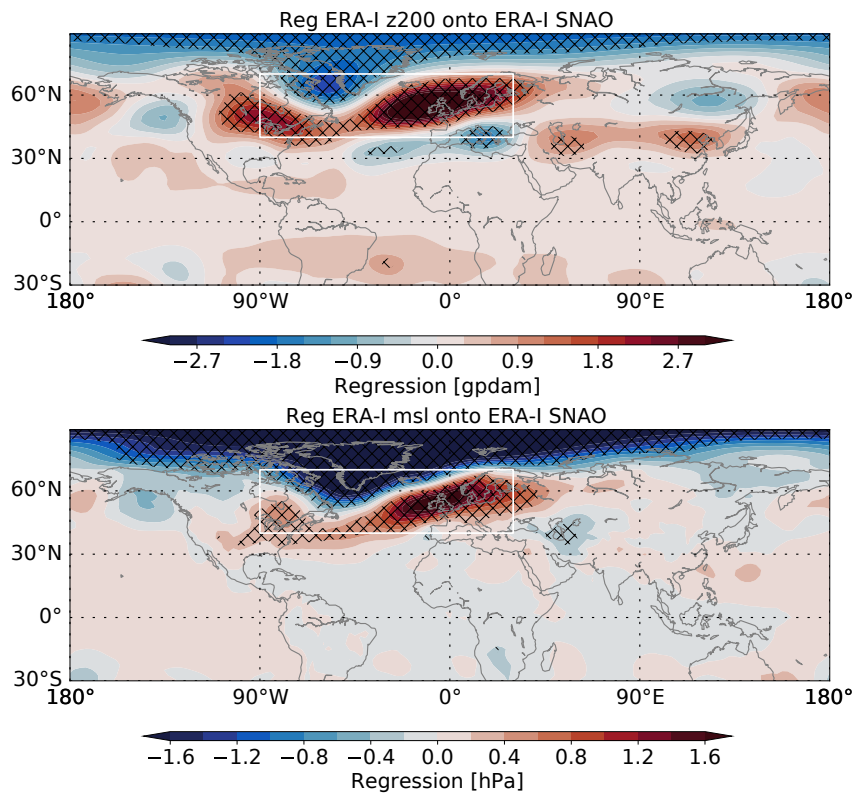 Reg ERA-I z200 onto ERA-I SNAO
60°N
30°N
0°
30°S
180° 90°W 0° 90°E 180°
−2.7 −1.8 −0.9 0.0 0.9 1.8 2.7
Regression [gpdam]
Reg ERA-I msl onto ERA-I SNAO
60°N
30°N
0°
30°S
180° 90°W 0° 90°E 180°
−1.6 −1.2 −0.8 −0.4 0.0 0.4 0.8 1.2 1.6
Regression [hPa]